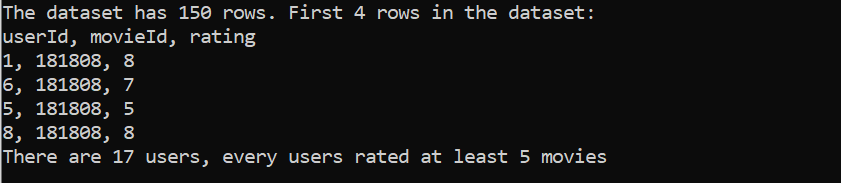 The dataset has 150 rows. First 4 rows in the dataset:
userId, movieId, rating
1, 181808, 8
6, 181808, 7
5, 181808, 5
8, 181808, 8
There are 17 users, every users rated at least 5 movies